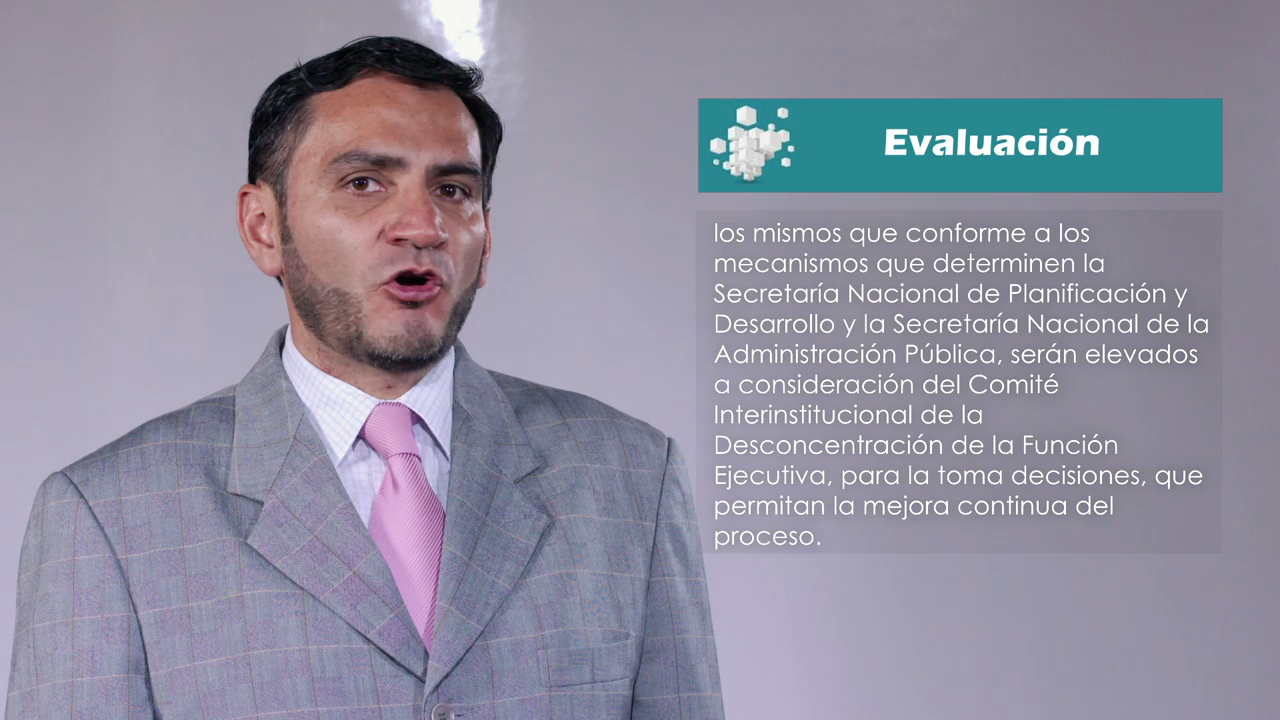 Evaluación
los mismos que conforme a los
mecanismos que determinen la
Secretaría Nacional de Planificación y
Desarrollo y la Secretaría Nacional de la
Administración Pública, serán elevados
a consideración del Comité
Interinstitucional de la
Desconcentración de la Función
Ejecutiva, para la toma decisiones, que
permitan la mejora continua del
proceso.